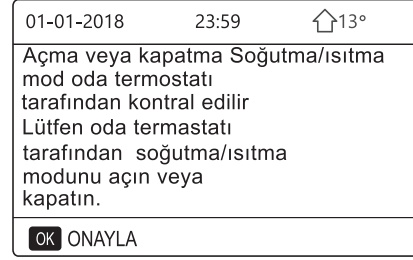 01-01-2018 23:59 13°
Açma veya kapatma Soğutma/ısıtma
mod oda termostatı
tarafından kontral edilir
Lütfen oda termastatı
tarafından soğutma/ısıtma
modunu açın veya
kapatın.
OK ONAYLA